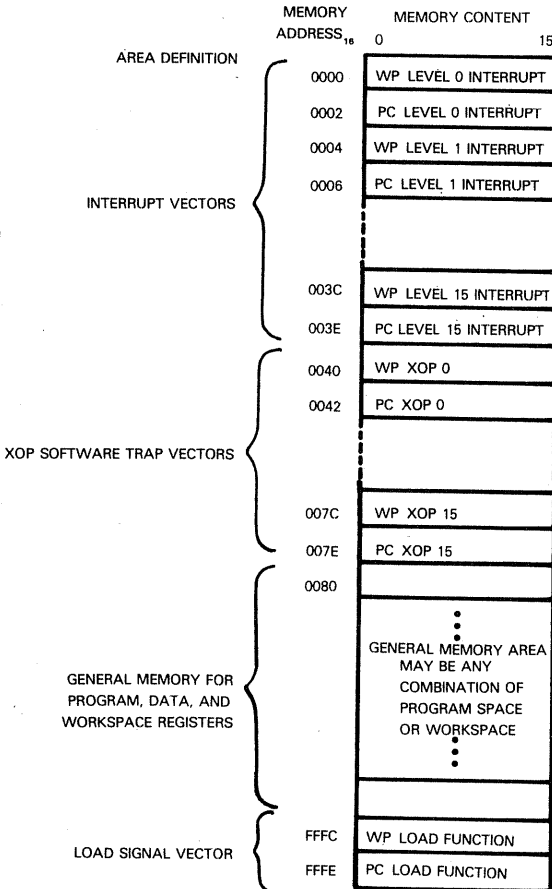 MEMORY
ADDRESS₁₆
MEMORY CONTENT
0 15
AREA DEFINITION
0000 WP LEVEL 0 INTERRUPT
0002 PC LEVEL 0 INTERRUPT
0004 WP LEVEL 1 INTERRUPT
0006 PC LEVEL 1 INTERRUPT
INTERRUPT VECTORS
003C WP LEVEL 15 INTERRUPT
003E PC LEVEL 15 INTERRUPT
0040 WP XOP 0
0042 PC XOP 0
XOP SOFTWARE TRAP VECTORS
007C WP XOP 15
007E PC XOP 15
0080
GENERAL MEMORY AREA
MAY BE ANY
COMBINATION OF
PROGRAM SPACE
OR WORKSPACE
GENERAL MEMORY FOR
PROGRAM, DATA, AND
WORKSPACE REGISTERS
FFFC WP LOAD FUNCTION
LOAD SIGNAL VECTOR
FFFE PC LOAD FUNCTION